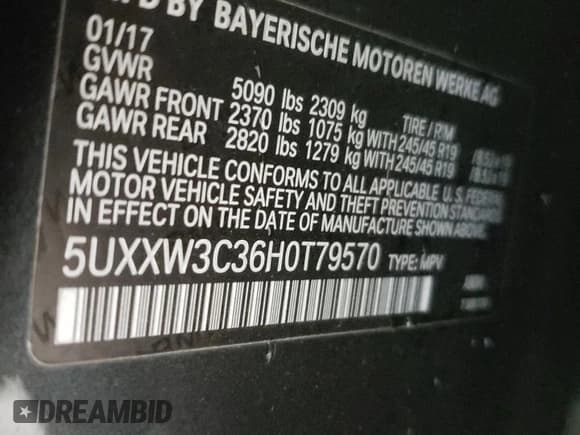 BY BAYERISCHE MOTOREN WERKE AG
01/17
GVWR 5090 lbs 2309 kg TIRE / RIM
GAWR FRONT 2370 lbs 1075 kg WITH 245/45 R19
GAWR REAR 2820 lbs 1279 kg WITH 245/45 R19
THIS VEHICLE CONFORMS TO ALL APPLICABLE U.S. FEDERAL
MOTOR VEHICLE SAFETY AND THEFT PREVENTION STANDARDS
IN EFFECT ON THE DATE OF MANUFACTURE SHOWN ABOVE.
5UXXW3C36H0T79570 TYPE: MPV
DREAMBID